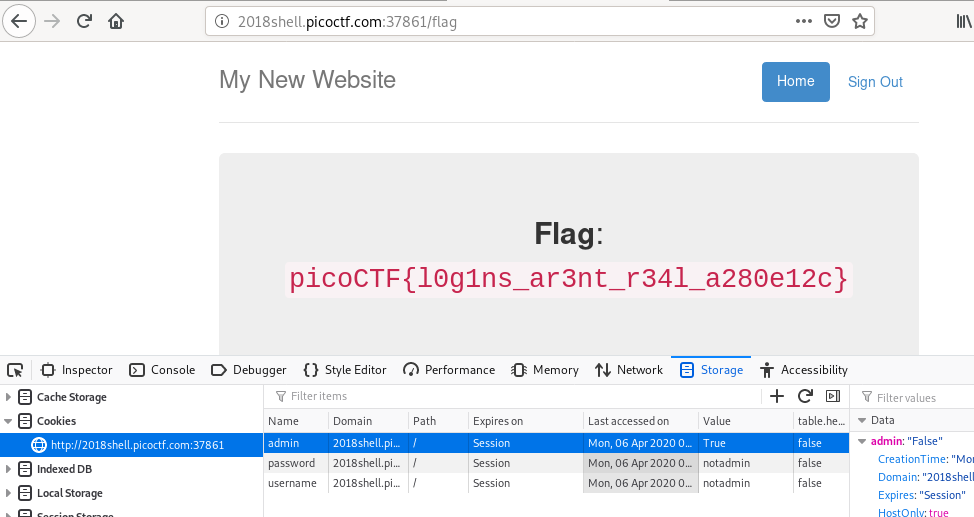 2018shell.picoctf.com:37861/flag
My New Website
Home
Sign Out
Flag:
picoCTF{l0g1ns_ar3nt_r34l_a280e12c}
Inspector Console Debugger Style Editor Performance Memory Network Storage Accessibility
Cache Storage
Cookies
http://2018shell.picoctf.com:37861
Indexed DB
Local Storage
Session Storage
Filter items
Name Domain Path Expires on Last accessed on Value table.he...
admin 2018shell.pi... / Session Mon, 06 Apr 2020 0... True false
password 2018shell.pi... / Session Mon, 06 Apr 2020 0... notadmin false
username 2018shell.pi... / Session Mon, 06 Apr 2020 0... notadmin false
Filter values
Data
admin: "False"
CreationTime: "Mon
Domain: "2018shell
Expires: "Session"
HostOnly: true